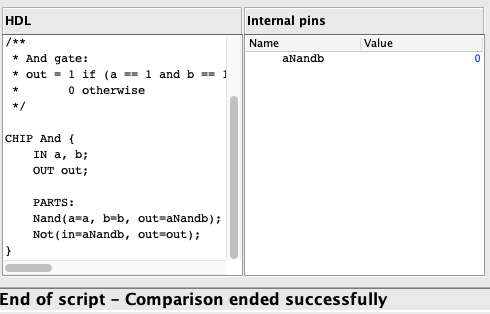 HDL
/**
 * And gate:
 * out = 1 if (a == 1 and b == 1
 *       0 otherwise
 */
CHIP And {
    IN a, b;
    OUT out;
    PARTS:
    Nand(a=a, b=b, out=aNandb);
    Not(in=aNandb, out=out);
}
Internal pins
Name Value
aNandb 0
End of script – Comparison ended successfully